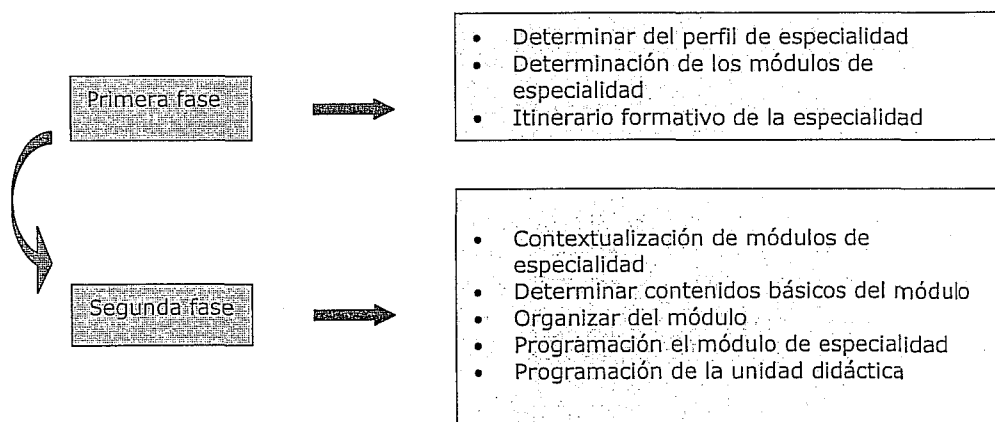 Primera fase
• Determinar del perfil de especialidad
• Determinación de los módulos de
especialidad
• Itinerario formativo de la especialidad
Segunda fase
• Contextualización de módulos de
especialidad
• Determinar contenidos básicos del módulo
• Organizar del módulo
• Programación el módulo de especialidad
• Programación de la unidad didáctica